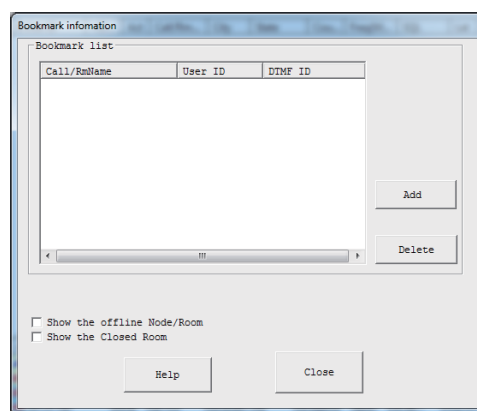 Bookmark infomation
Bookmark list
Call/RmName User ID DTMF ID
Add
Delete
Show the offline Node/Room
Show the Closed Room
Help Close